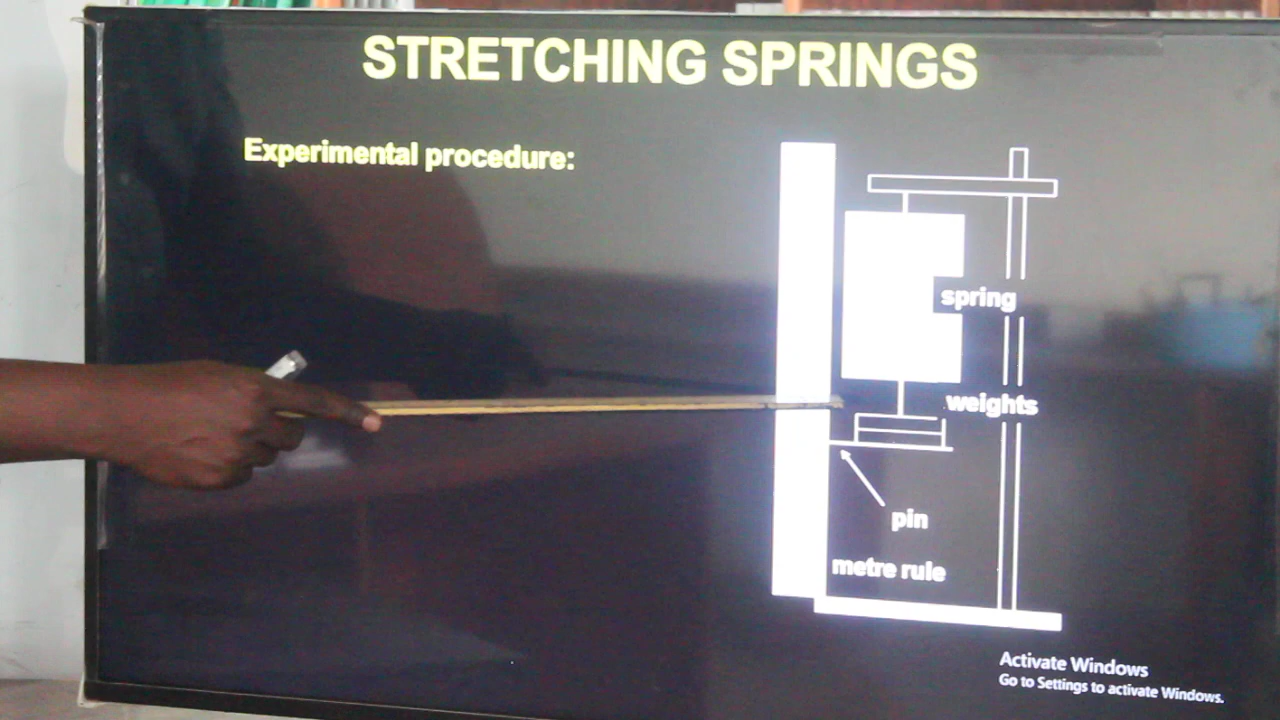 STRETCHING SPRINGS
Experimental procedure:
spring
weights
pin
metre rule
Activate Windows
Go to Settings to activate Windows.